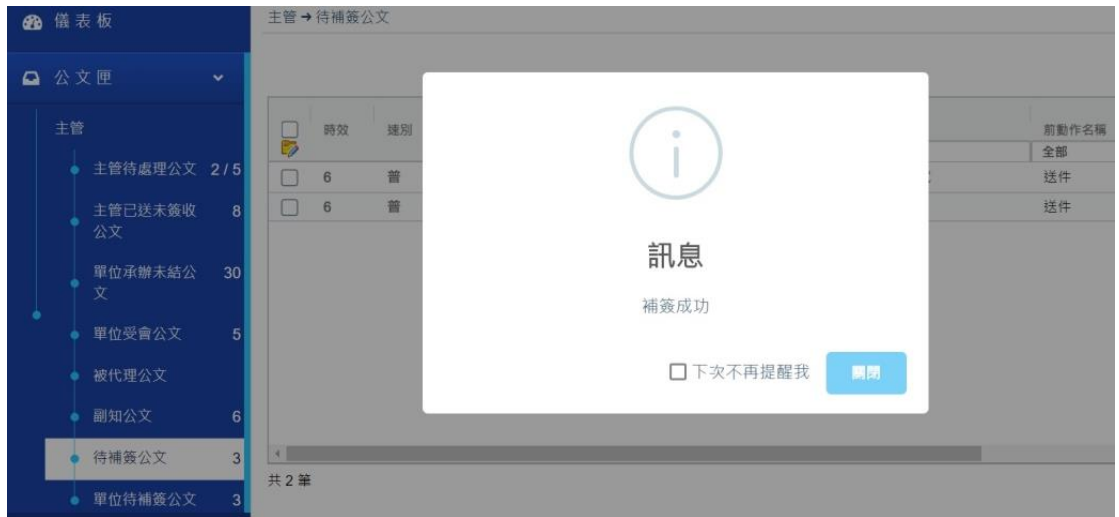 儀表板
公文匣
主管
主管待處理公文 2/5
主管已送未簽收 8
公文
單位承辦未結公 30
文
單位受會公文 5
被代理公文
副知公文 6
待補簽公文 3
單位待補簽公文 3
主管➔待補簽公文
時效 速別 前動作名稱
全部
6 普 送件
6 普 送件
共 2 筆
訊息
補簽成功
下次不再提醒我 關閉